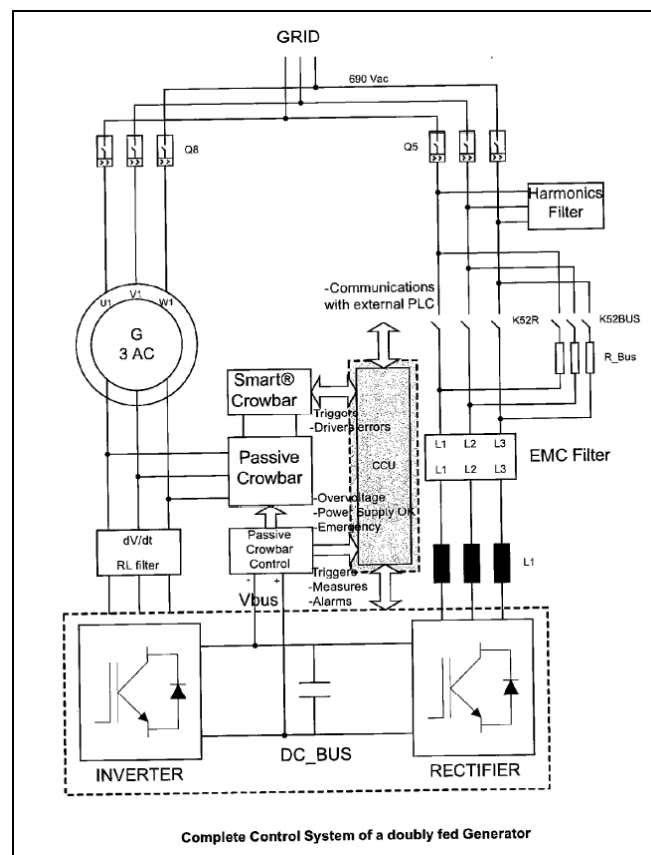 GRID
690 Vac
Q8
Q5
Harmonics
Filter
U1
V1
W1
G
3 AC
-Communications
with external PLC
K52R
K52BUS
R_Bus
Smart®
Crowbar
Triggers
-Drivers errors
Passive
Crowbar
CCU
L1
L2
L3
L1
L2
L3
EMC Filter
-Overvoltage
-Power Supply OK
-Emergency
dV/dt
RL filter
Passive
Crowbar
Control
Triggers
-Measures
-Alarms
L1
-
+
Vbus
INVERTER
DC_BUS
RECTIFIER
Complete Control System of a doubly fed Generator